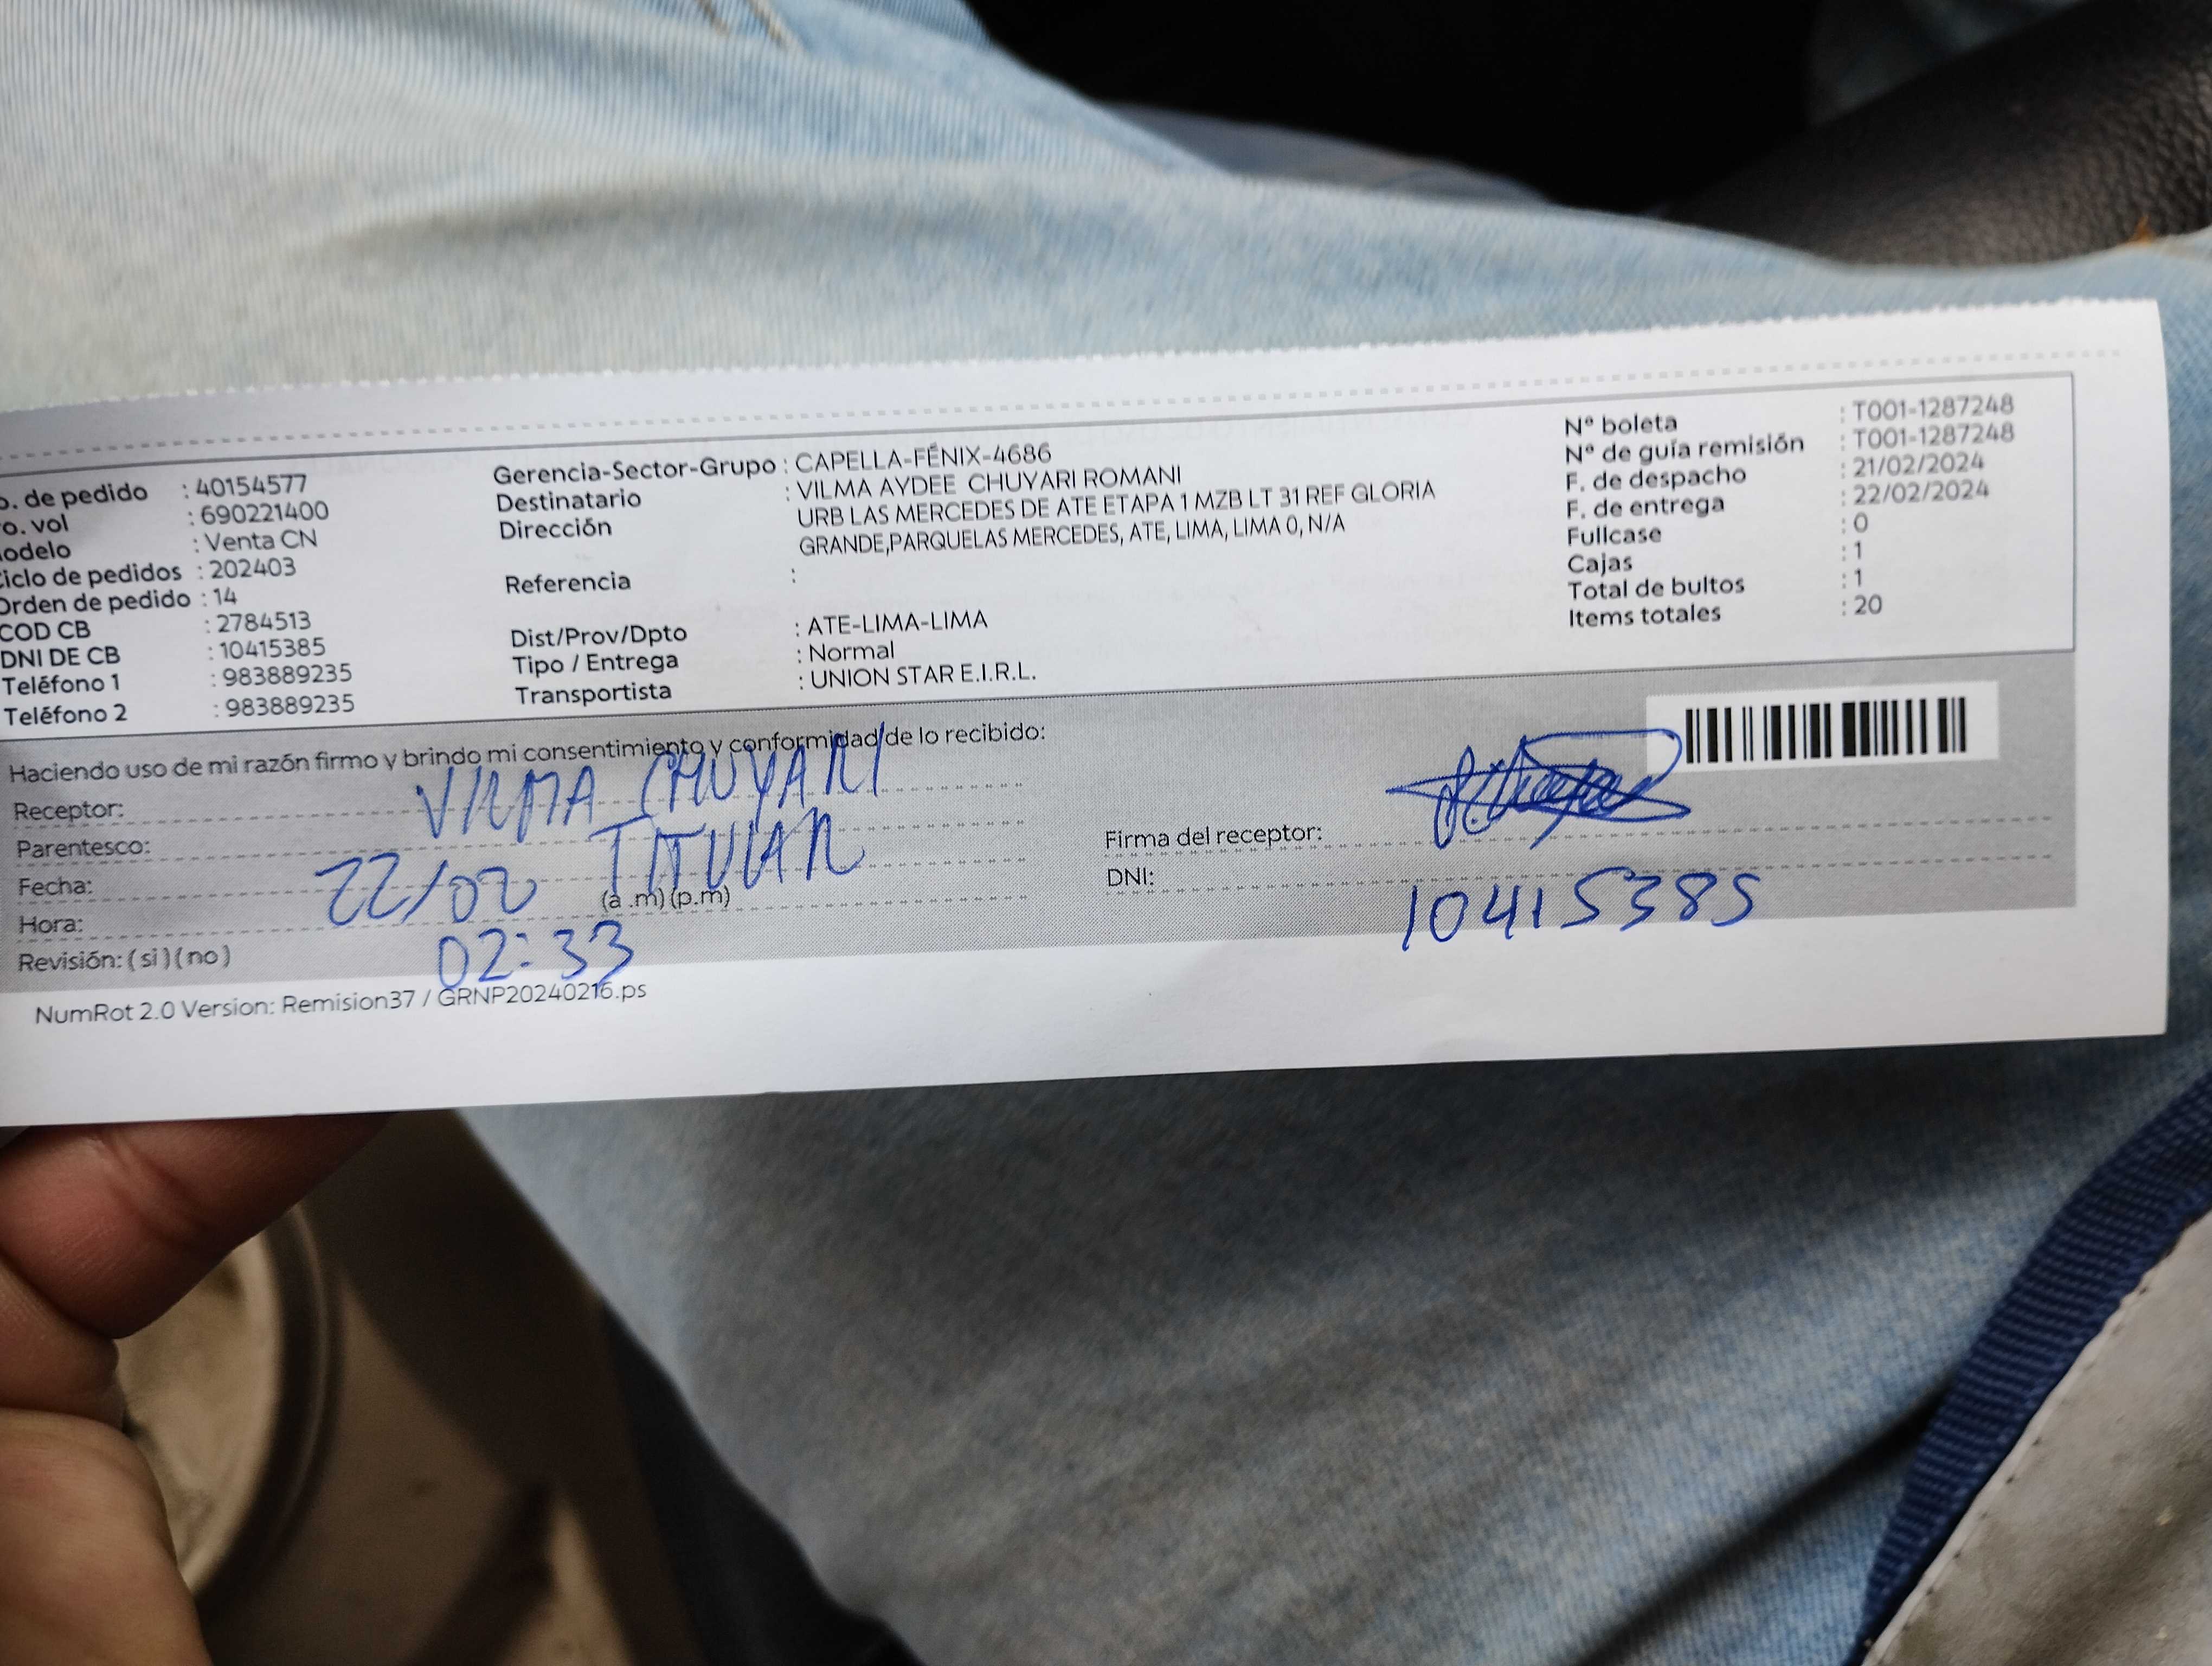 o. de pedido : 40154577
ro. vol : 690221400
odelo : Venta CN
iclo de pedidos : 202403
Orden de pedido : 14
COD CB : 2784513
DNI DE CB : 10415385
Teléfono 1 : 983889235
Teléfono 2 : 983889235
Gerencia-Sector-Grupo : CAPELLA-FÉNIX-4686
Destinatario : VILMA AYDEE CHUYARI ROMANI
Dirección URB LAS MERCEDES DE ATE ETAPA 1 MZB LT 31 REF GLORIA
GRANDE,PARQUELAS MERCEDES, ATE, LIMA, LIMA 0, N/A
Referencia :
Dist/Prov/Dpto : ATE-LIMA-LIMA
Tipo / Entrega : Normal
Transportista : UNION STAR E.I.R.L.
Nº boleta : T001-1287248
Nº de guía remisión : T001-1287248
F. de despacho : 21/02/2024
F. de entrega : 22/02/2024
Fullcase : 0
Cajas : 1
Total de bultos : 1
Items totales : 20
Haciendo uso de mi razón firmo y brindo mi consentimiento y conformidad de lo recibido:
Receptor: VILMA CHUYARI
Parentesco: TITULAR
Fecha: 22/02
Hora: 02:33 (a .m) (p.m)
Revisión: ( si ) ( no )
Firma del receptor:
DNI: 10415385
NumRot 2.0 Version: Remision37 / GRNP20240216.ps